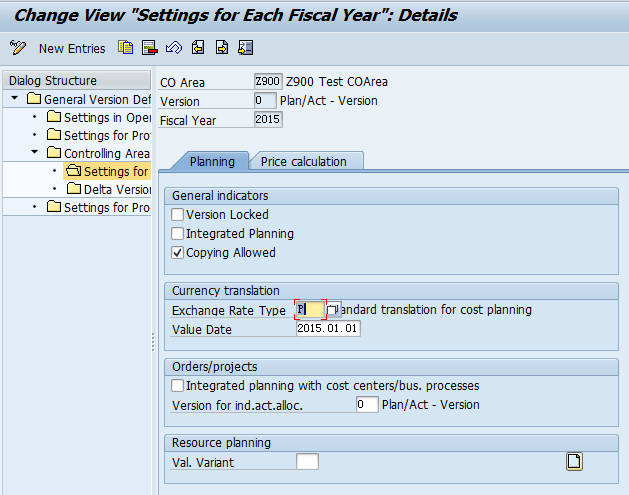 Change View "Settings for Each Fiscal Year": Details
New Entries
Dialog Structure
General Version Def
Settings in Oper
Settings for Pro
Controlling Area
Settings for
Delta Version
Settings for Pro
CO Area Z900 Z900 Test COArea
Version 0 Plan/Act - Version
Fiscal Year 2015
Planning Price calculation
General indicators
Version Locked
Integrated Planning
Copying Allowed
Currency translation
Exchange Rate Type P andard translation for cost planning
Value Date 2015.01.01
Orders/projects
Integrated planning with cost centers/bus. processes
Version for ind.act.alloc. 0 Plan/Act - Version
Resource planning
Val. Variant